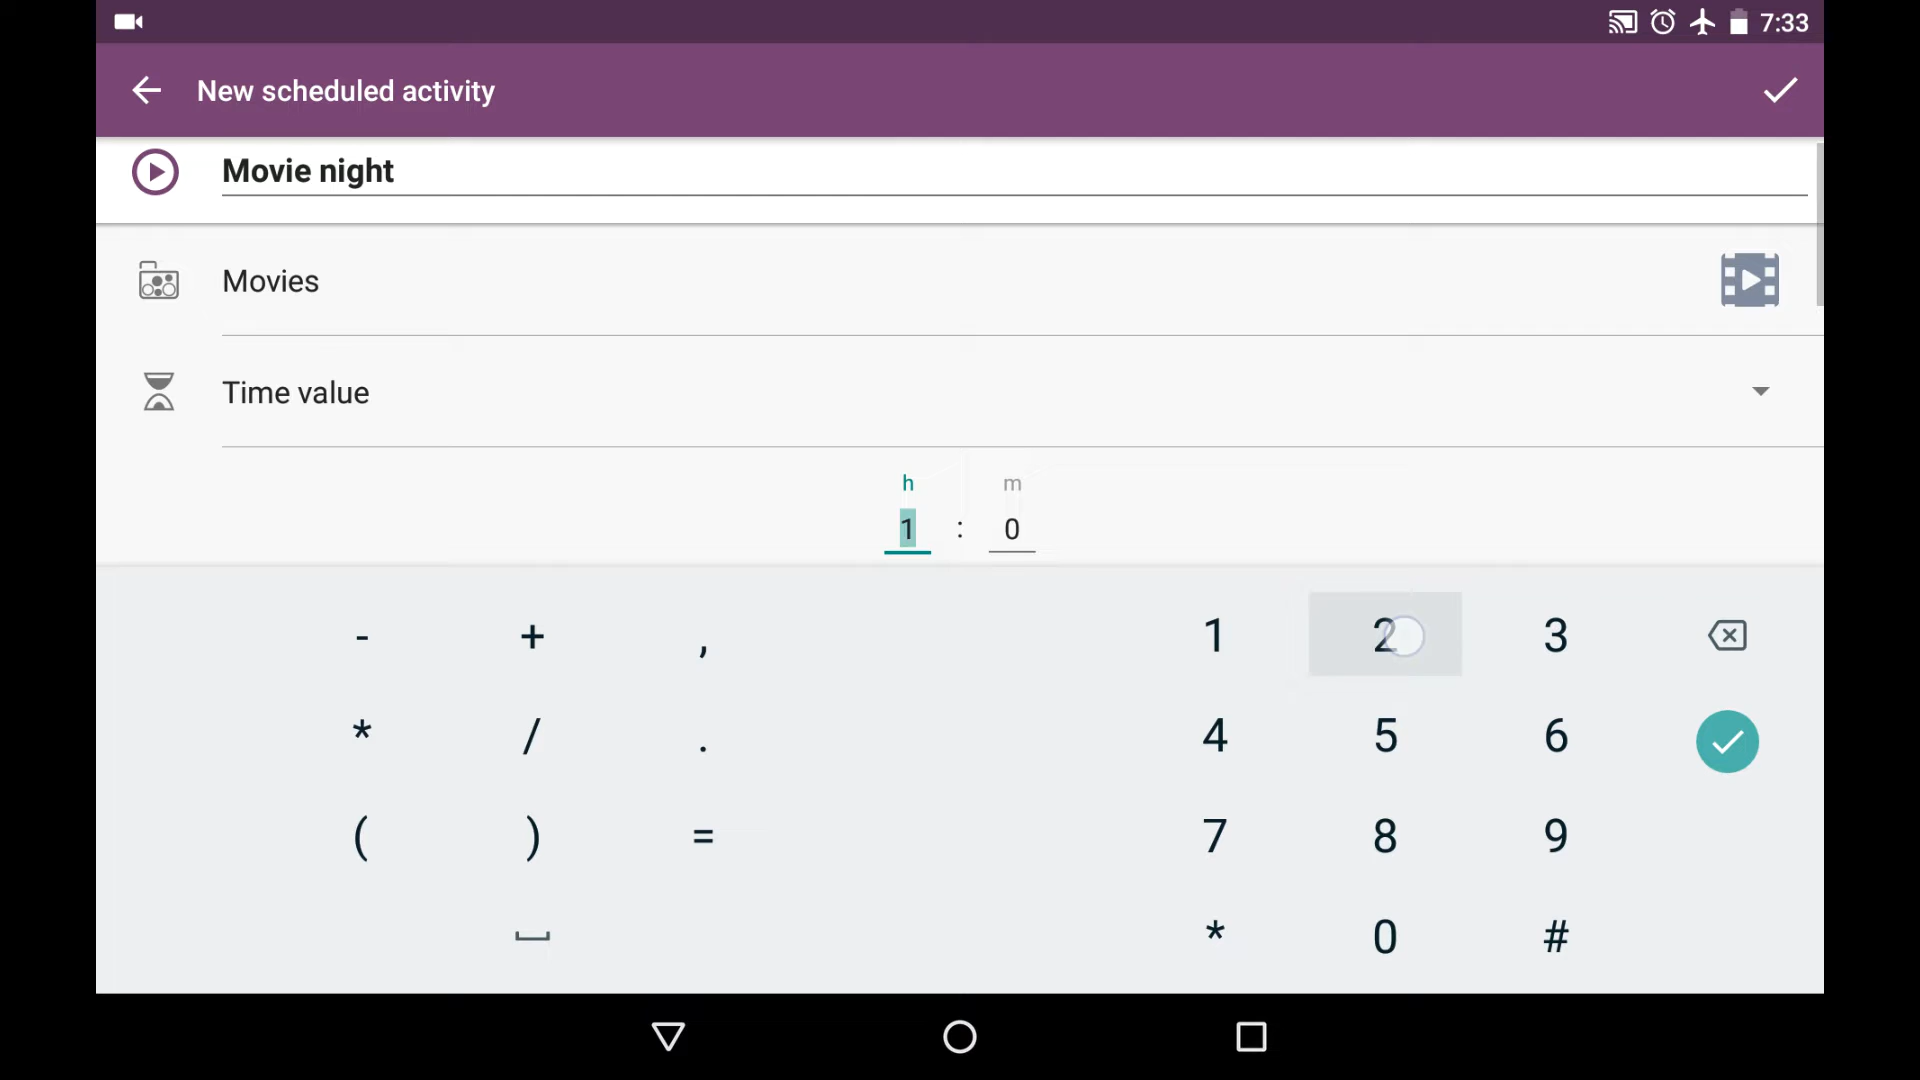 7:33
New scheduled activity
Movie night
Movies
Time value
h m
1 : 0
- + , 1 2 3
* / . 4 5 6
( ) = 7 8 9
* 0 #